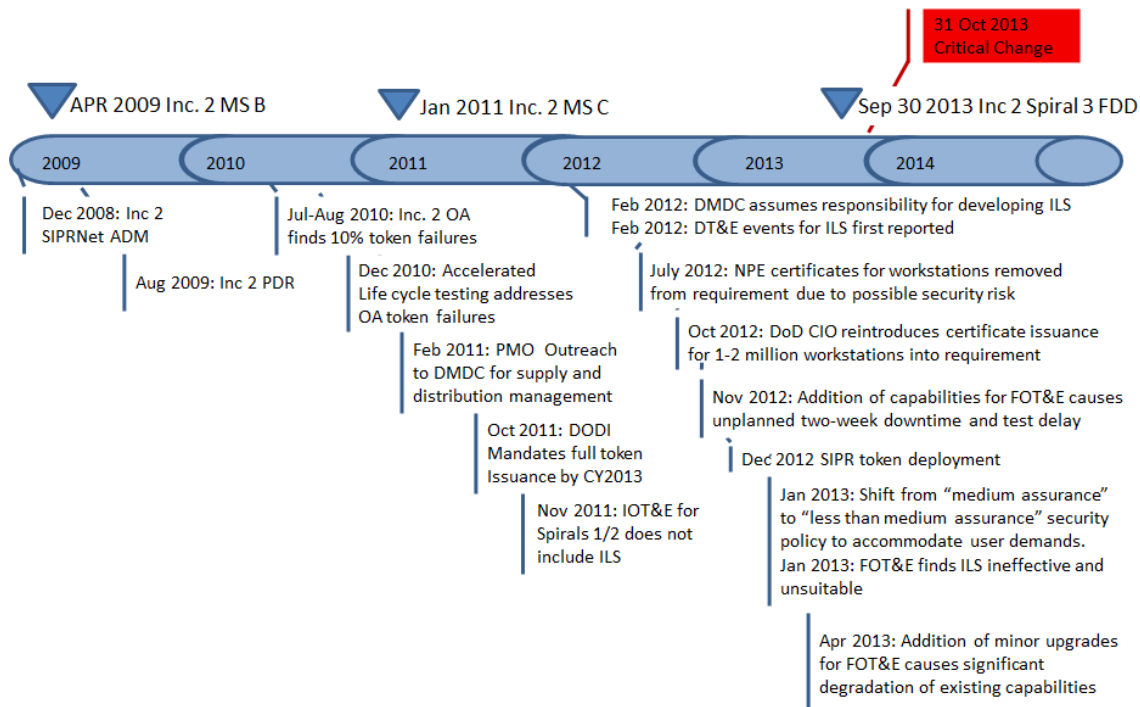 31 Oct 2013
Critical Change
APR 2009 Inc. 2 MS B
Jan 2011 Inc. 2 MS C
Sep 30 2013 Inc 2 Spiral 3 FDD
2009
2010
2011
2012
2013
2014
Dec 2008: Inc 2
SIPRNet ADM
Aug 2009: Inc 2 PDR
Jul-Aug 2010: Inc. 2 OA
finds 10% token failures
Dec 2010: Accelerated
Life cycle testing addresses
OA token failures
Feb 2011: PMO Outreach
to DMDC for supply and
distribution management
Oct 2011: DODI
Mandates full token
Issuance by CY2013
Nov 2011: IOT&E for
Spirals 1/2 does not
include ILS
Feb 2012: DMDC assumes responsibility for developing ILS
Feb 2012: DT&E events for ILS first reported
July 2012: NPE certificates for workstations removed
from requirement due to possible security risk
Oct 2012: DoD CIO reintroduces certificate issuance
for 1-2 million workstations into requirement
Nov 2012: Addition of capabilities for FOT&E causes
unplanned two-week downtime and test delay
Dec 2012 SIPR token deployment
Jan 2013: Shift from “medium assurance”
to “less than medium assurance” security
policy to accommodate user demands.
Jan 2013: FOT&E finds ILS ineffective and
unsuitable
Apr 2013: Addition of minor upgrades
for FOT&E causes significant
degradation of existing capabilities